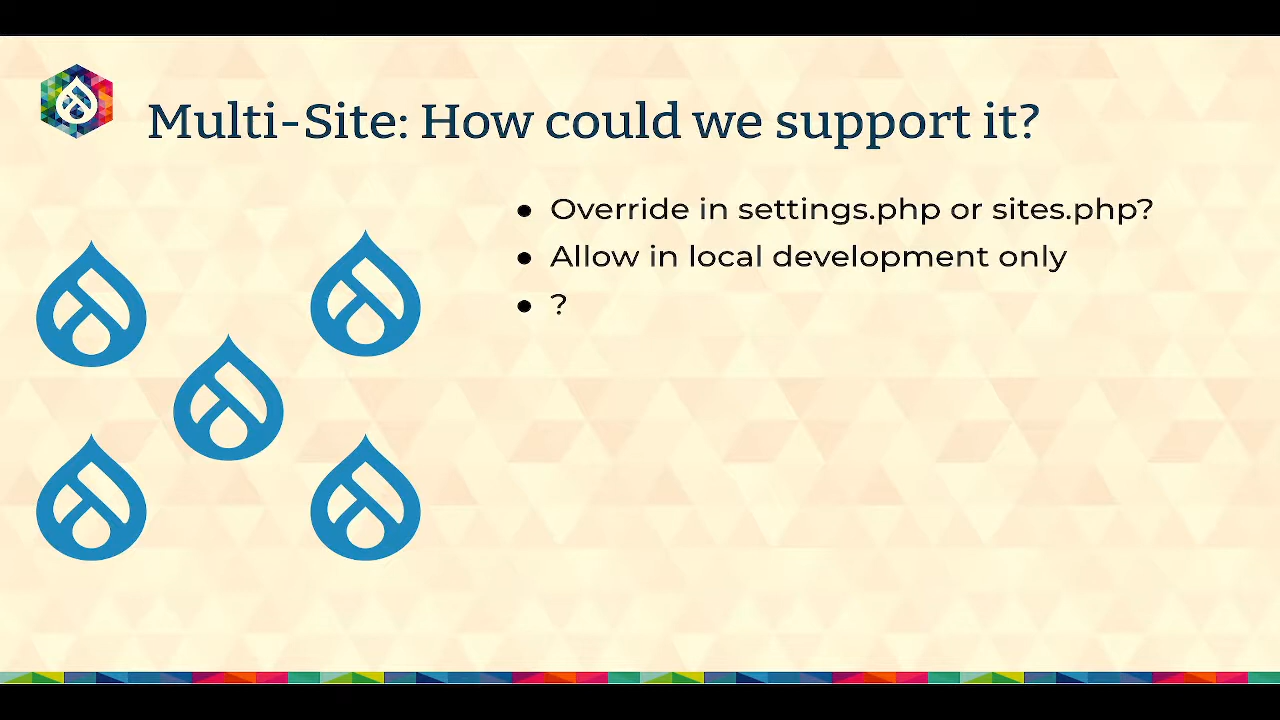 Multi-Site: How could we support it?
● Override in settings.php or sites.php?
● Allow in local development only
● ?